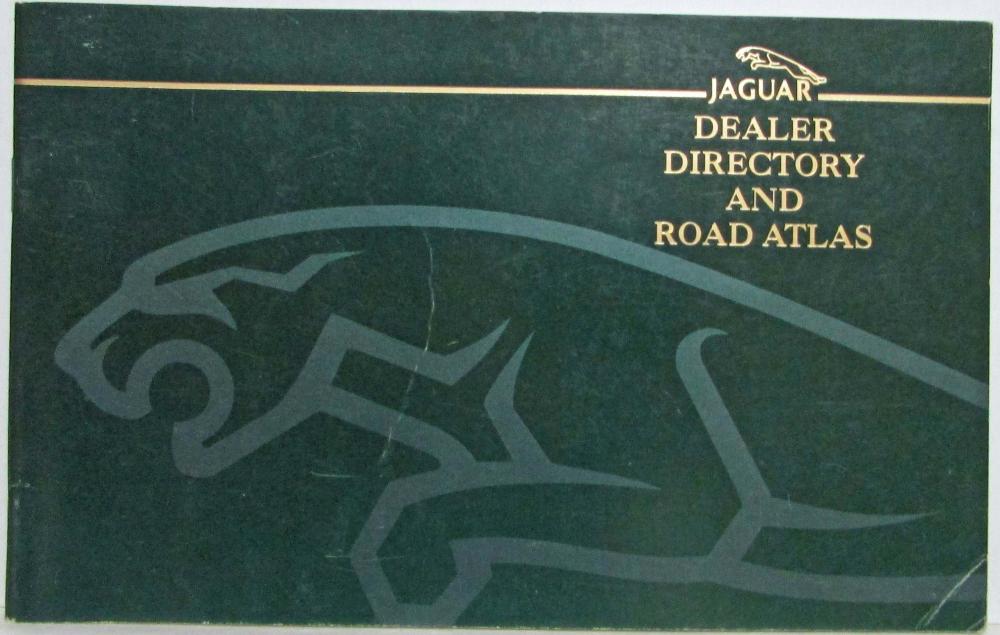 JAGUAR
DEALER
DIRECTORY
AND
ROAD ATLAS